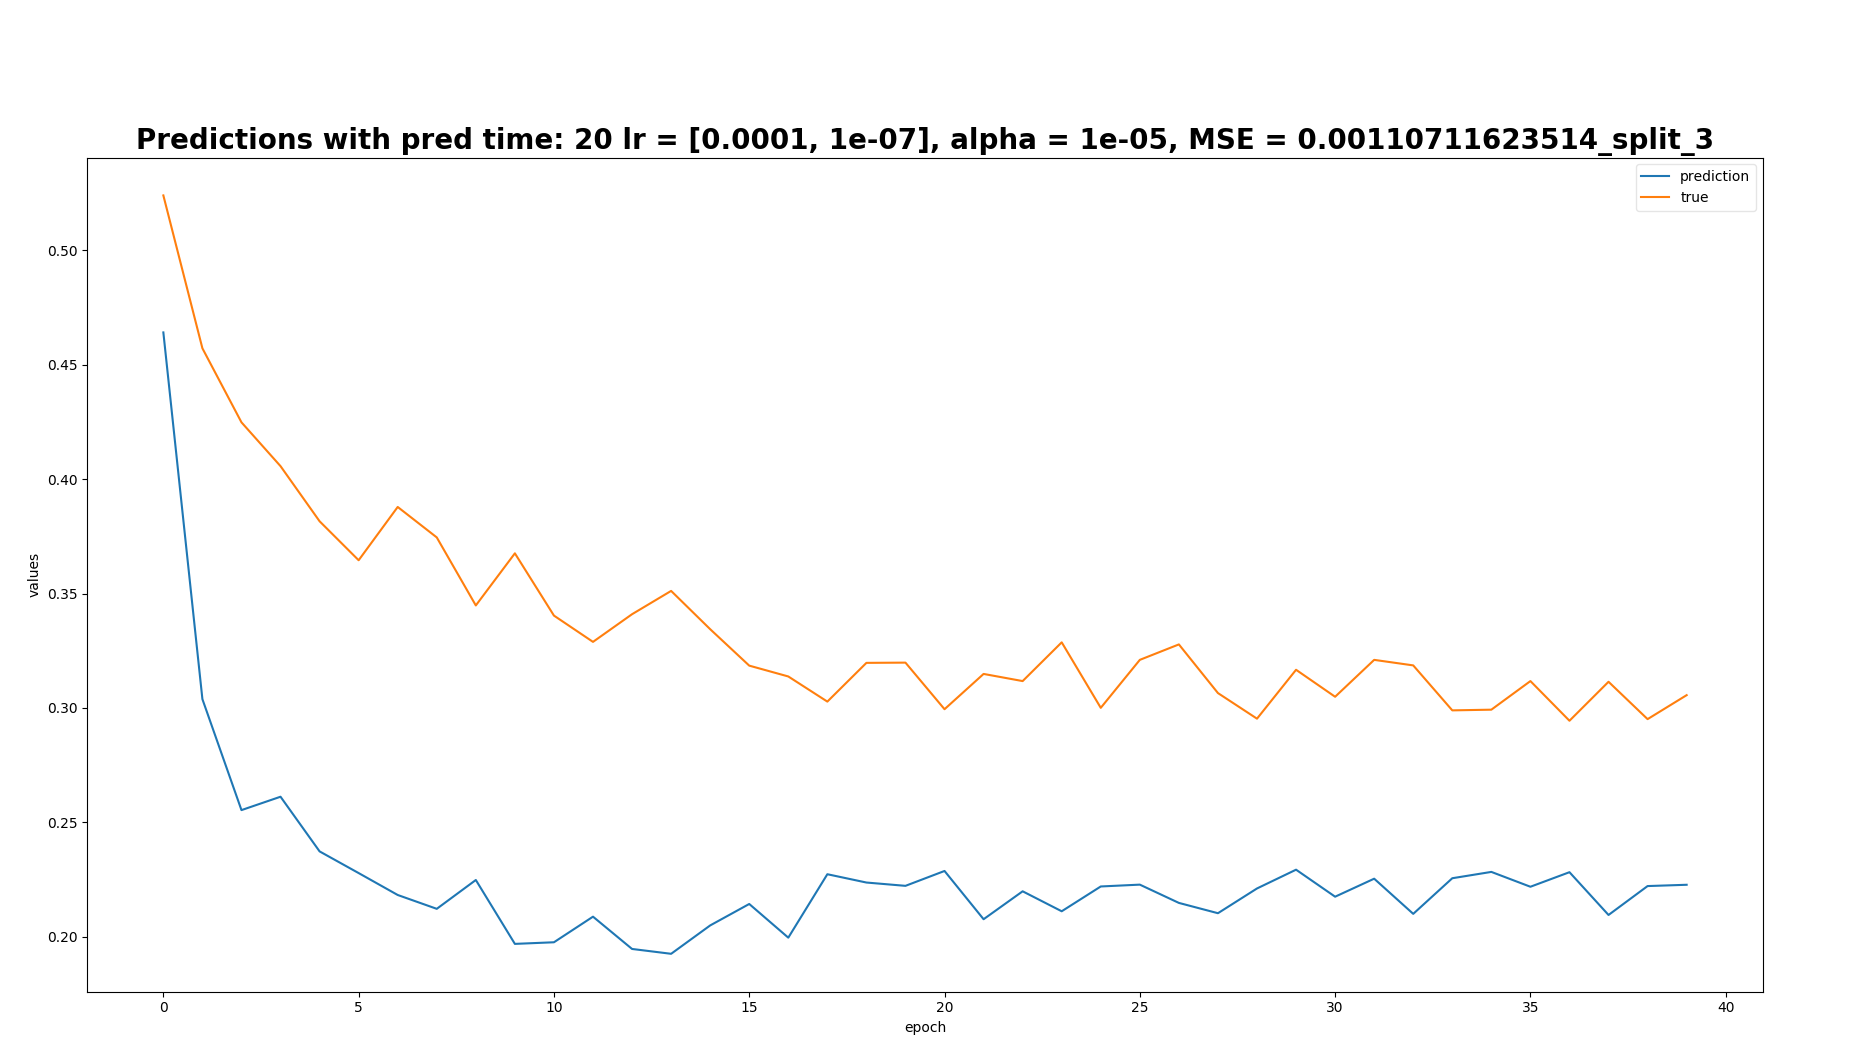 Predictions with pred time: 20 lr = [0.0001, 1e-07], alpha = 1e-05, MSE = 0.00110711623514_split_3
prediction
true
0.50
0.45
0.40
0.35
0.30
0.25
0.20
values
0 5 10 15 20 25 30 35 40
epoch